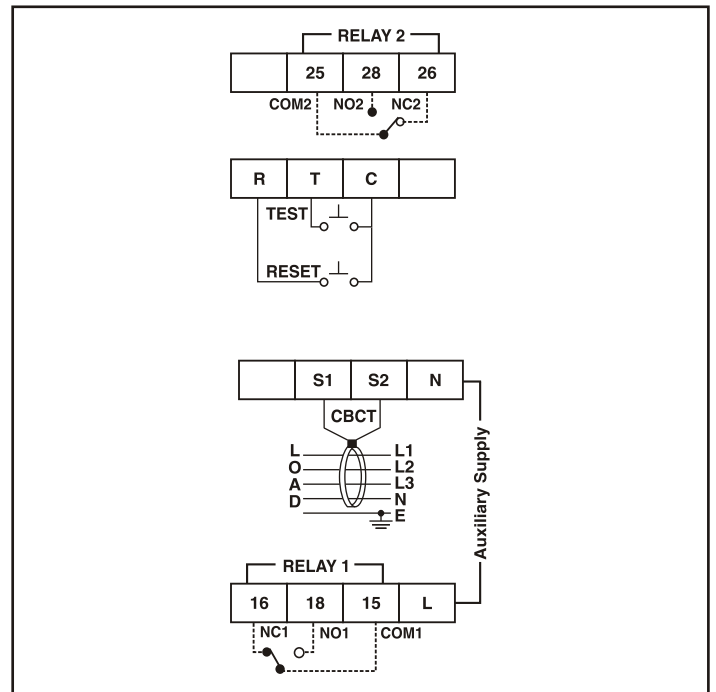 RELAY 2
25 28 26
COM2 NO2 NC2
R T C
TEST
RESET
S1 S2 N
CBCT
L L1
O L2
A L3
D N
E
Auxiliary Supply
RELAY 1
16 18 15 L
NC1 NO1 COM1